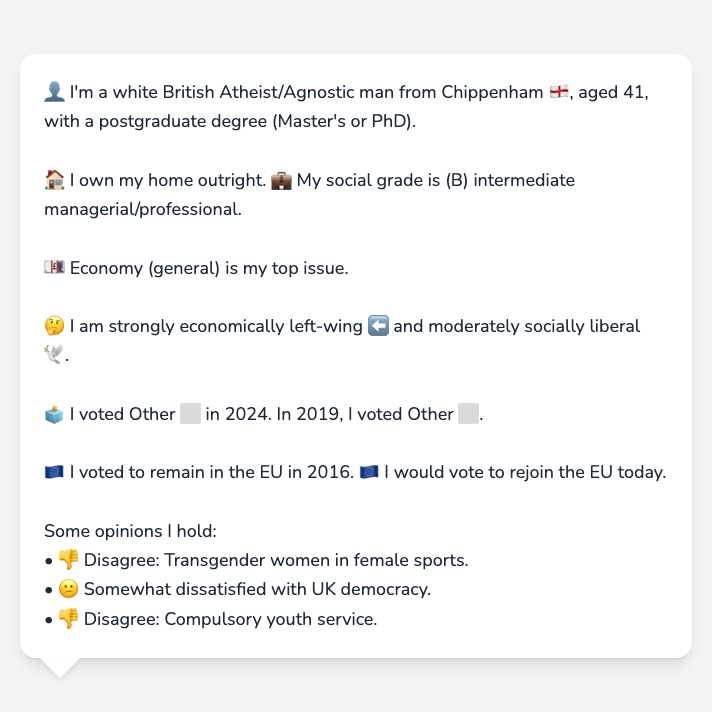 👤 I'm a white British Atheist/Agnostic man from Chippenham 🏴󠁧󠁢󠁥󠁮󠁧󠁿, aged 41,
with a postgraduate degree (Master's or PhD).
🏠 I own my home outright. 💼 My social grade is (B) intermediate
managerial/professional.
💷 Economy (general) is my top issue.
🤔 I am strongly economically left-wing ⬅️ and moderately socially liberal
🕊️.
🗳️ I voted Other ⬜ in 2024. In 2019, I voted Other ⬜.
🇪🇺 I voted to remain in the EU in 2016. 🇪🇺 I would vote to rejoin the EU today.
Some opinions I hold:
• 👎 Disagree: Transgender women in female sports.
• 😕 Somewhat dissatisfied with UK democracy.
• 👎 Disagree: Compulsory youth service.